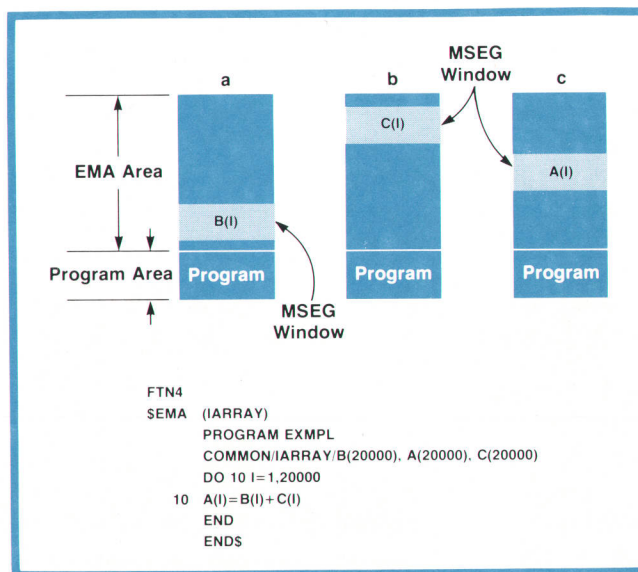 MSEG
Window
a
b
c
EMA Area
B(I)
C(I)
A(I)
Program Area
Program
Program
Program
MSEG
Window
FTN4
$EMA (IARRAY)
PROGRAM EXMPL
COMMON/IARRAY/B(20000), A(20000), C(20000)
DO 10 I=1,20000
10 A(I)=B(I)+C(I)
END
END$